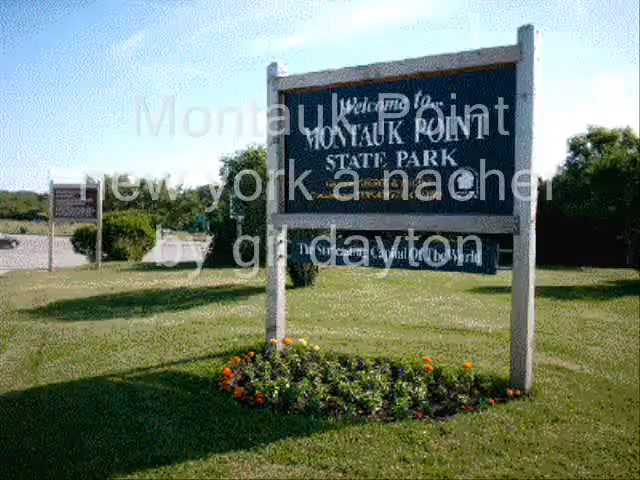 Montauk Point
new york a nacher
by gr dayton
Welcome to...
MONTAUK POINT
STATE PARK
The Surfcasting Capital Of The World